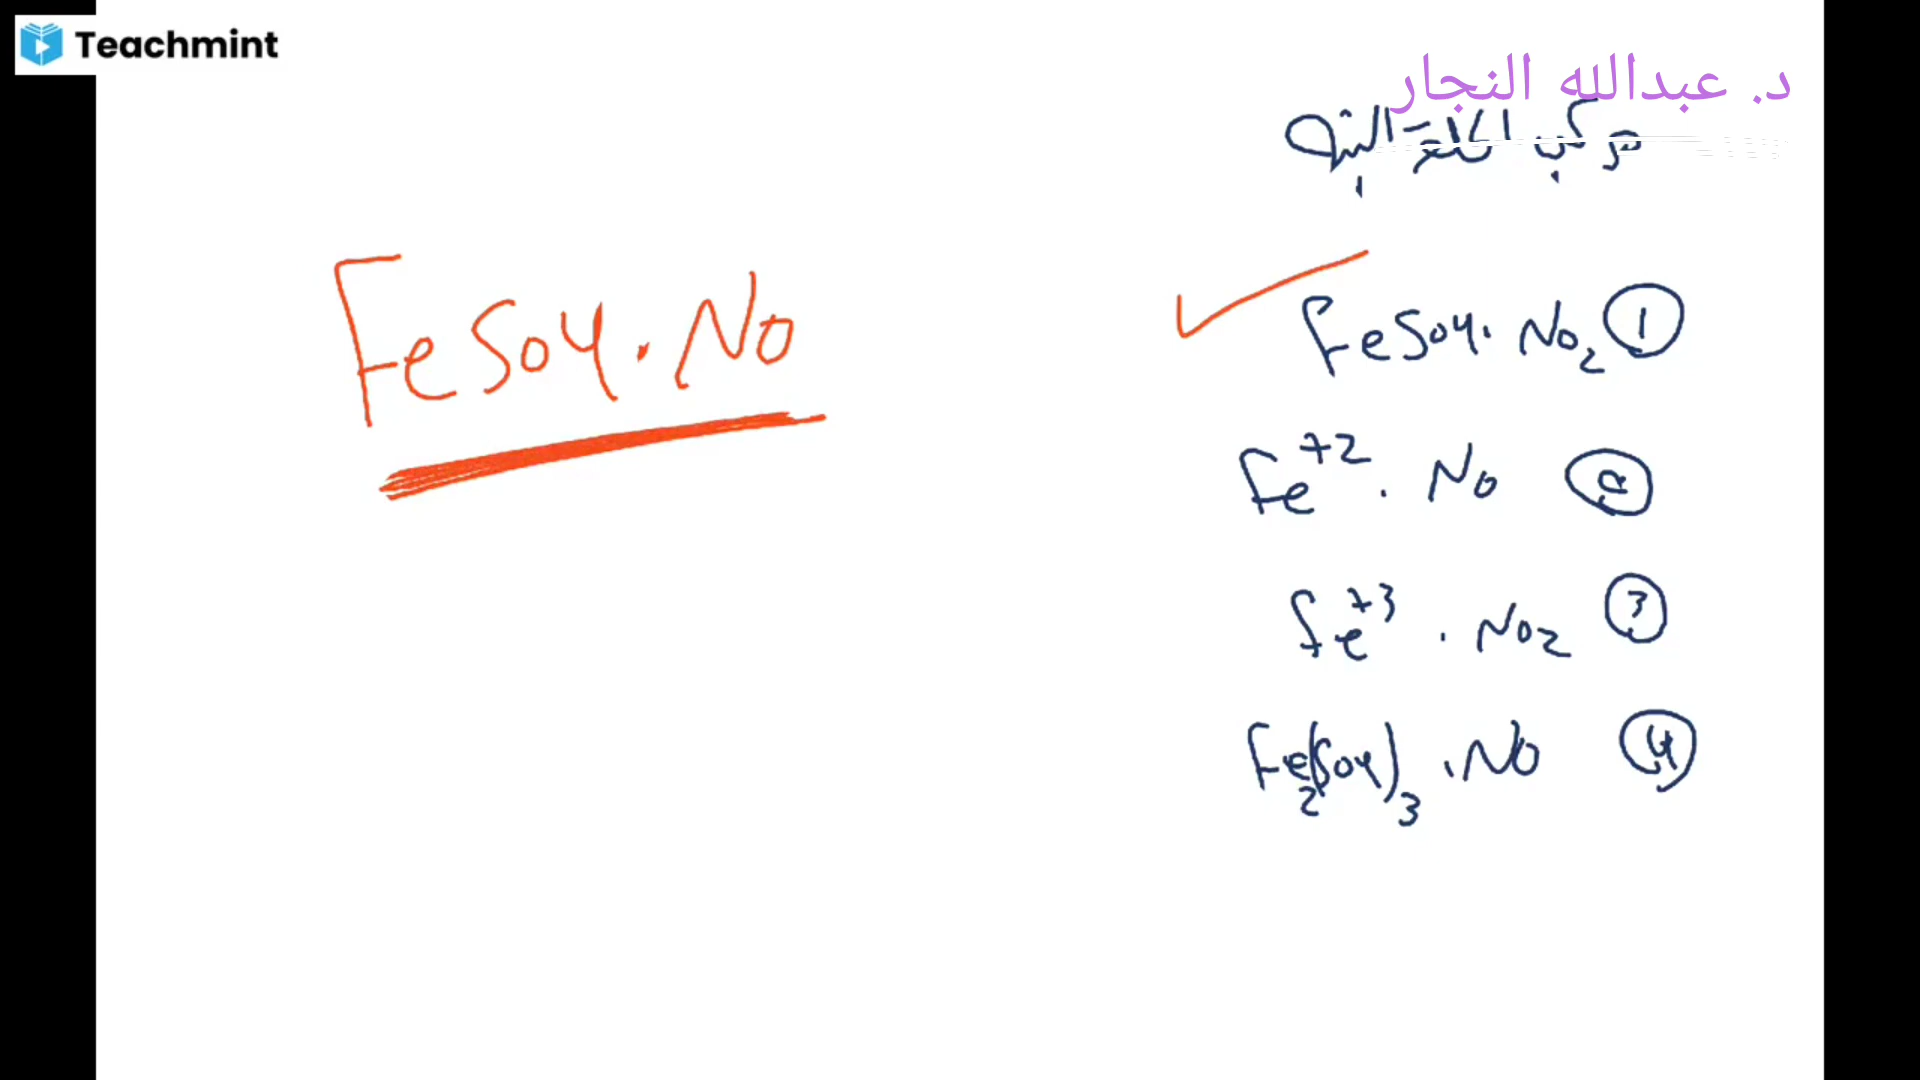 Teachmint
د. عبدالله النجار
مركب الحلقة البنية
FeSO4 . NO
FeSO4 . NO2 ①
Fe+2 . NO ②
Fe+3 . NO2 ③
Fe2(SO4)3 . NO ④